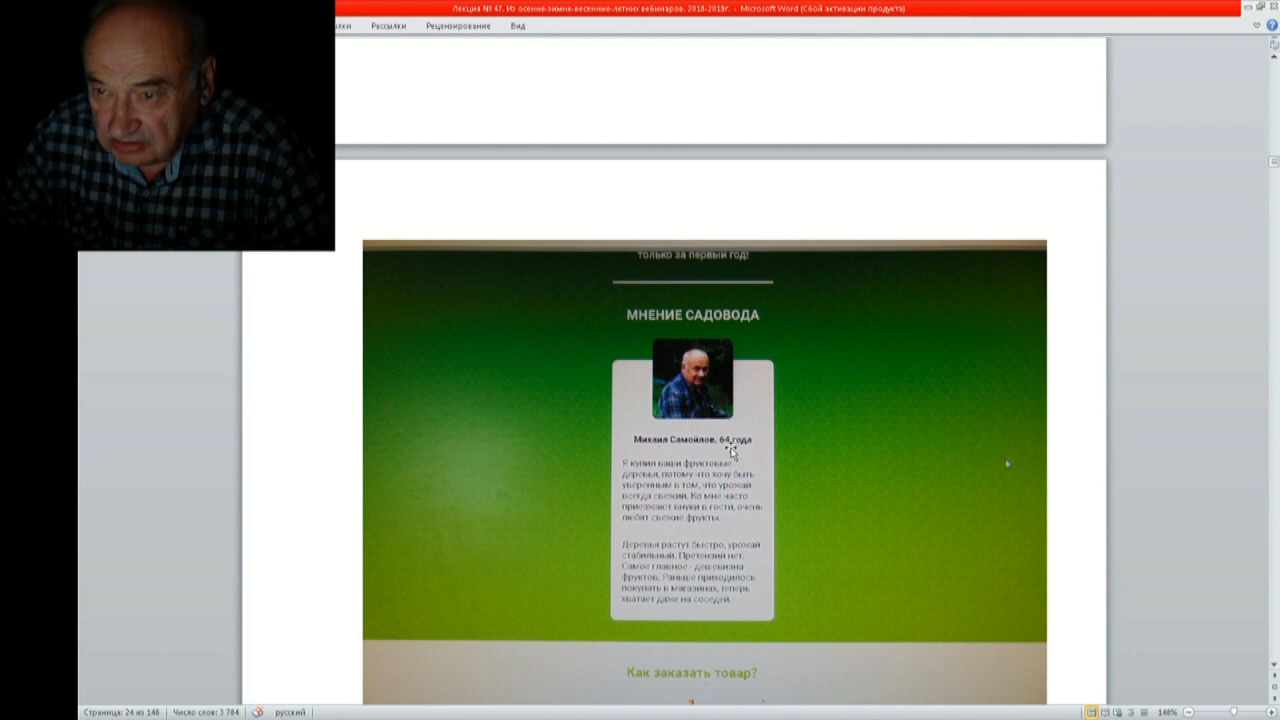 Лекция № 47. Из осенне-зимне-весенние-летних вебинаров. 2018-2019г. - Microsoft Word (Сбой активации продукта)
Рассылки Рецензирование Вид
только за первый год!
МНЕНИЕ САДОВОДА
Михаил Самойлов, 64 года
Я купил ваши фруктовые
деревья, потому что хочу быть
уверенным в том, что урожай
всегда свежий. Ко мне часто
приезжают внуки в гости, очень
любят свежие фрукты.
Деревья растут быстро, урожай
стабильный. Претензий нет.
Самое главное - дешевизна
фруктов. Раньше приходилось
покупать в магазинах, теперь
хватает даже на соседей.
Как заказать товар?
Страница: 24 из 148 Число слов: 3 784 русский 140%